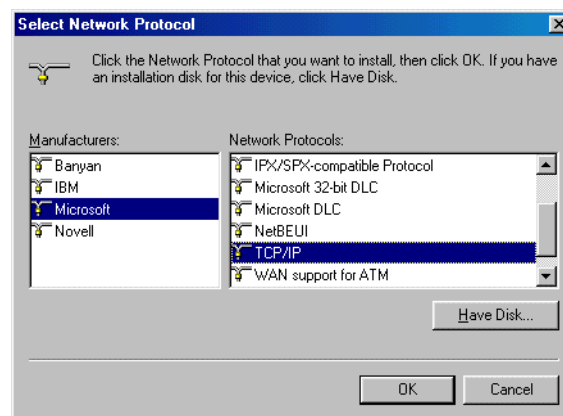 Select Network Protocol
Click the Network Protocol that you want to install, then click OK. If you have
an installation disk for this device, click Have Disk.
Manufacturers:
Banyan
IBM
Microsoft
Novell
Network Protocols:
IPX/SPX-compatible Protocol
Microsoft 32-bit DLC
Microsoft DLC
NetBEUI
TCP/IP
WAN support for ATM
Have Disk...
OK
Cancel